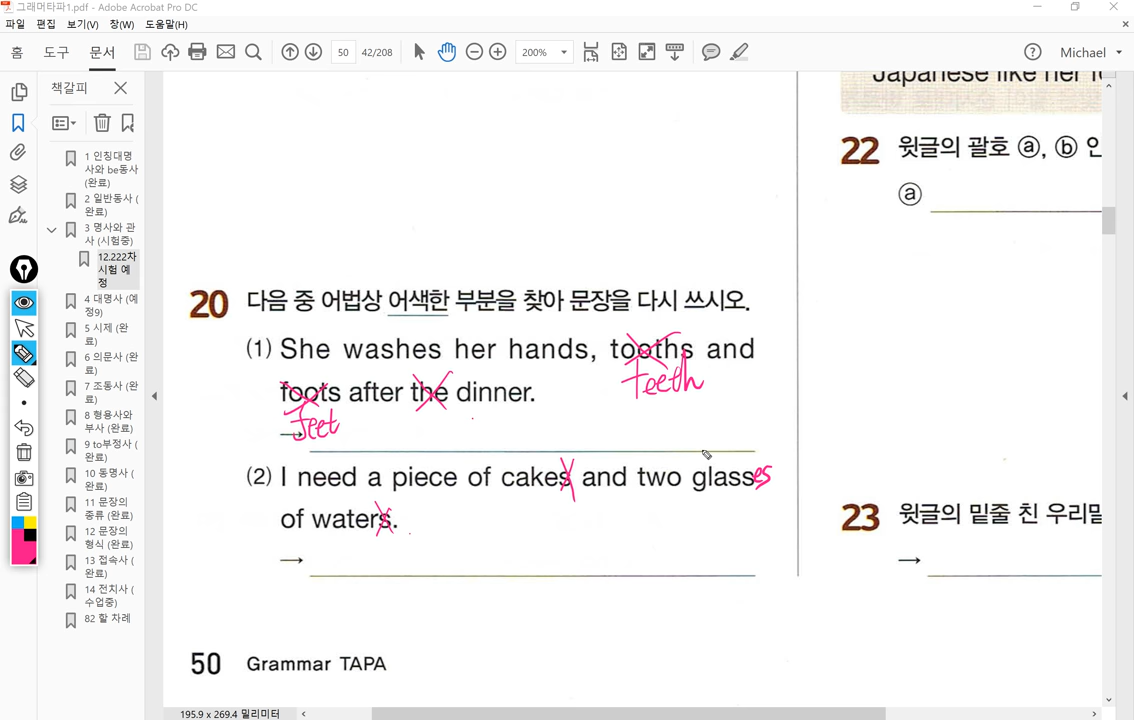 그래머타파1.pdf - Adobe Acrobat Pro DC
파일 편집 보기(V) 창(W) 도움말(H)
홈 도구 문서 50 42/208 200% Michael
책갈피
1 인칭대명
사와 be동사
(완료)
2 일반동사 (
완료)
3 명사와 관
사 (시험중)
12.222차
시험 예
정
4 대명사 (예
정9)
5 시제 (완
료)
6 의문사 (완
료)
7 조동사 (완
료)
8 형용사와
부사 (완료)
9 to부정사 (
완료)
10 동명사 (
완료)
11 문장의
종류 (완료)
12 문장의
형식 (완료)
13 접속사 (
완료)
14 전치사 (
수업중)
82 할 차례
20 다음 중 어법상 어색한 부분을 찾아 문장을 다시 쓰시오.
(1) She washes her hands, tooths and
Teeth
foots after the dinner.
feet
→
(2) I need a piece of cakes and two glasses
of waters.
→
50 Grammar TAPA
Japanese like her
22 윗글의 괄호 ⓐ, ⓑ 안
ⓐ
23 윗글의 밑줄 친 우리말
→
195.9 x 269.4 밀리미터